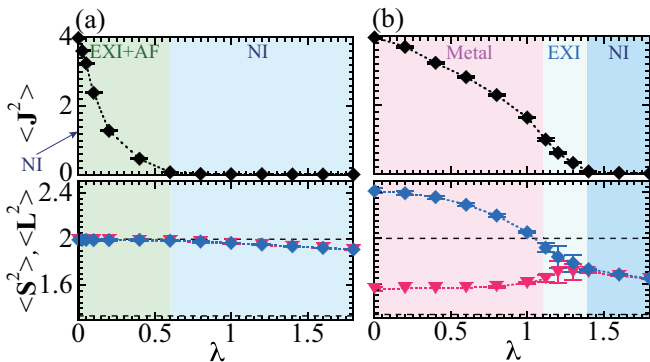 (a)
(b)
4
2
0
<J²>
EXI+AF
NI
NI
Metal
EXI
NI
2.4
2
1.6
<S²>, <L²>
0 0.5 1 1.5
0 0.5 1 1.5
λ
λ